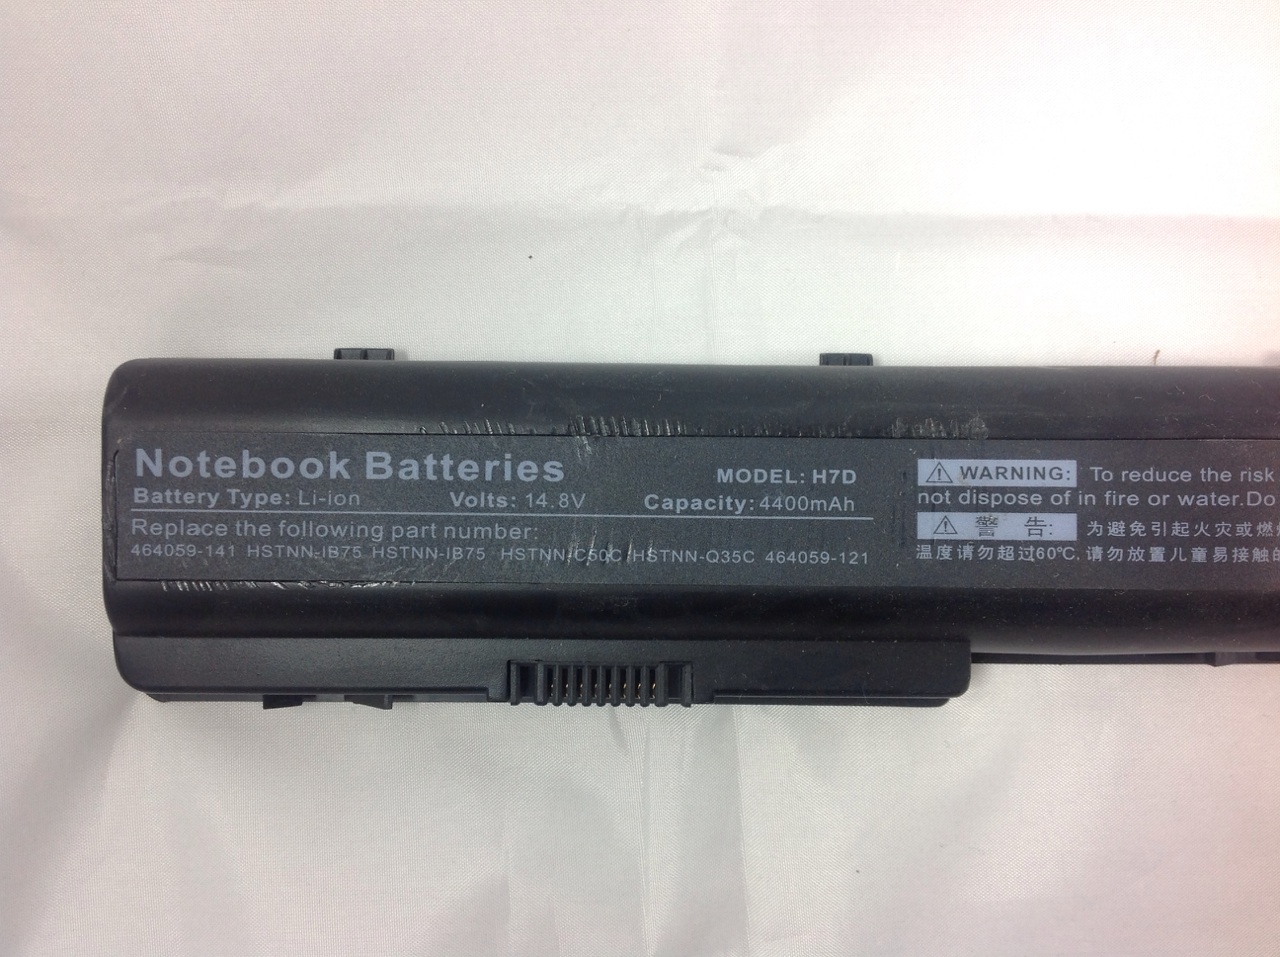 Notebook Batteries
MODEL: H7D
Battery Type: Li-ion Volts: 14.8V Capacity: 4400mAh
Replace the following part number:
464059-141 HSTNN-IB75 HSTNN-IB75 HSTNN-C50C HSTNN-Q35C 464059-121
WARNING: To reduce the risk
not dispose of in fire or water.Do
警 告: 为避免引起火灾或燃
温度请勿超过60℃. 请勿放置儿童易接触的